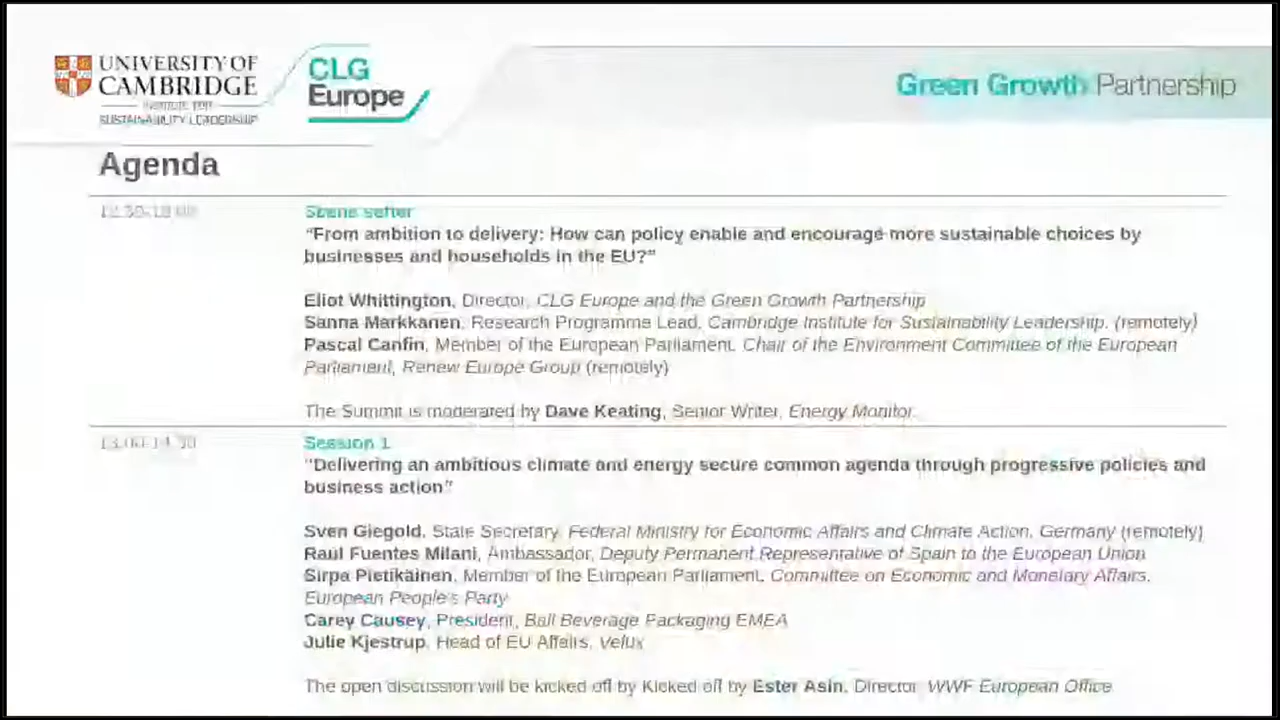 UNIVERSITY OF
CAMBRIDGE
INSTITUTE FOR
SUSTAINABILITY LEADERSHIP
CLG
Europe
Green Growth Partnership
Agenda
Scene setter
"From ambition to delivery: How can policy enable and encourage more sustainable choices by
businesses and households in the EU?"
Eliot Whittington, Director, CLG Europe and the Green Growth Partnership
Sanna Markkanen, Research Programme Lead, Cambridge Institute for Sustainability Leadership, (remotely)
Pascal Canfin, Member of the European Parliament, Chair of the Environment Committee of the European
Parliament, Renew Europe Group (remotely)
The Summit is moderated by Dave Keating, Senior Writer, Energy Monitor.
13.00-14.30
Session 1
"Delivering an ambitious climate and energy secure common agenda through progressive policies and
business action"
Sven Giegold, State Secretary, Federal Ministry for Economic Affairs and Climate Action, Germany (remotely)
Raúl Fuentes Milani, Ambassador, Deputy Permanent Representative of Spain to the European Union
Sirpa Pietikäinen, Member of the European Parliament, Committee on Economic and Monetary Affairs,
European People's Party
Carey Causey, President, Ball Beverage Packaging EMEA
Julie Kjestrup, Head of EU Affairs, Velux
The open discussion will be kicked off by Kicked off by Ester Asin, Director, WWF European Office